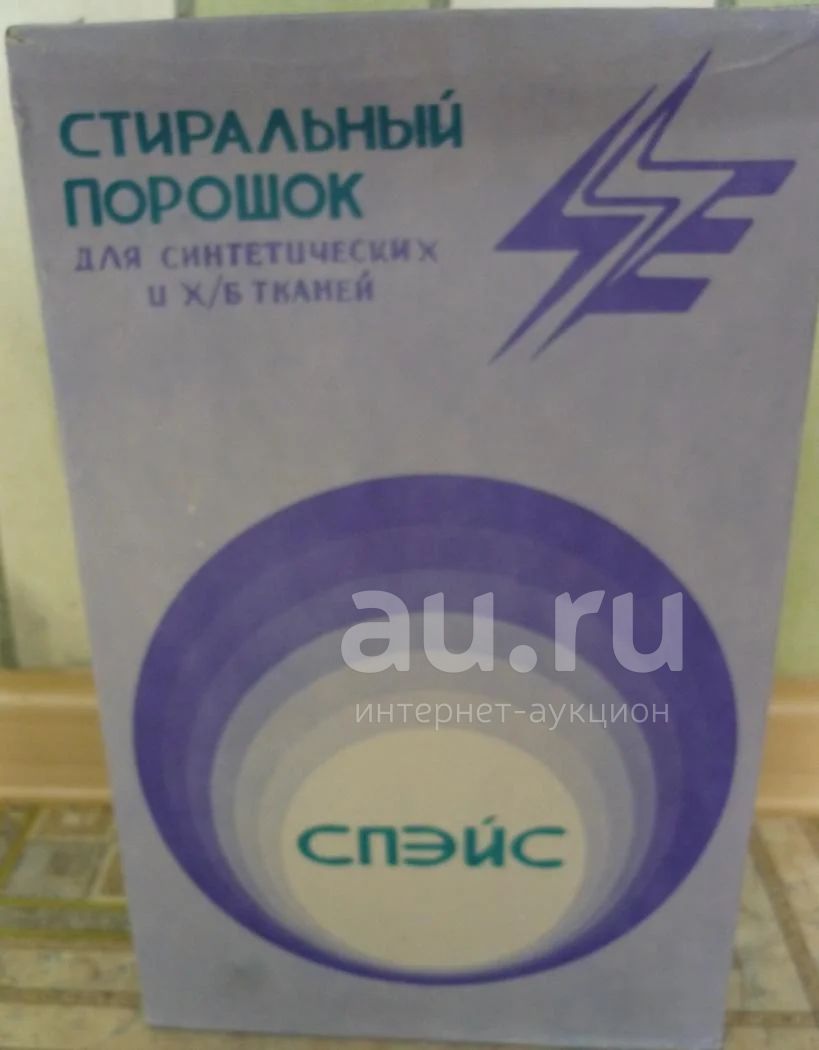 СТИРАЛЬНЫЙ
ПОРОШОК
ДЛЯ СИНТЕТИЧЕСКИХ
И Х/Б ТКАНЕЙ
au.ru
интернет-аукцион
СПЭЙС